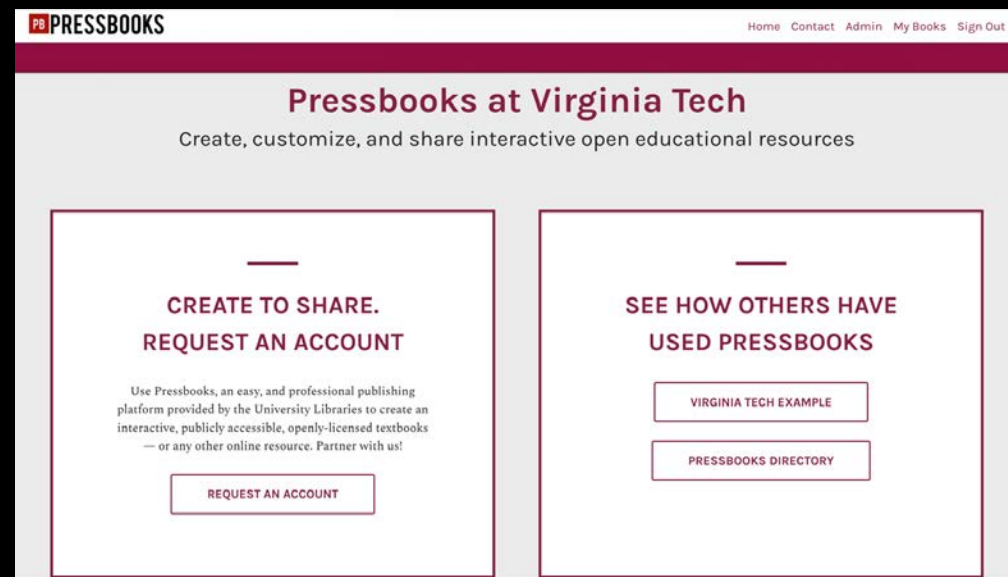 PB PRESSBOOKS
Home Contact Admin My Books Sign Out
Pressbooks at Virginia Tech
Create, customize, and share interactive open educational resources
CREATE TO SHARE.
REQUEST AN ACCOUNT
Use Pressbooks, an easy, and professional publishing
platform provided by the University Libraries to create an
interactive, publicly accessible, openly-licensed textbooks
— or any other online resource. Partner with us!
REQUEST AN ACCOUNT
SEE HOW OTHERS HAVE
USED PRESSBOOKS
VIRGINIA TECH EXAMPLE
PRESSBOOKS DIRECTORY